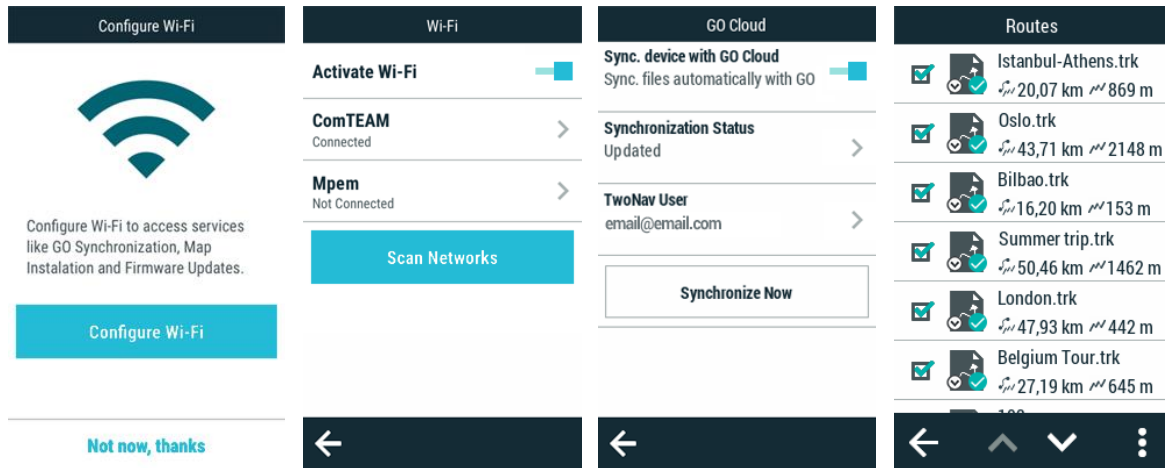 Configure Wi-Fi
Configure Wi-Fi to access services
like GO Synchronization, Map
Instalation and Firmware Updates.
Configure Wi-Fi
Not now, thanks
Wi-Fi
Activate Wi-Fi
ComTEAM
Connected
Mpem
Not Connected
Scan Networks
GO Cloud
Sync. device with GO Cloud
Sync. files automatically with GO
Synchronization Status
Updated
TwoNav User
email@email.com
Synchronize Now
Routes
Istanbul-Athens.trk
20,07 km 869 m
Oslo.trk
43,71 km 2148 m
Bilbao.trk
16,20 km 153 m
Summer trip.trk
50,46 km 1462 m
London.trk
47,93 km 442 m
Belgium Tour.trk
27,19 km 645 m